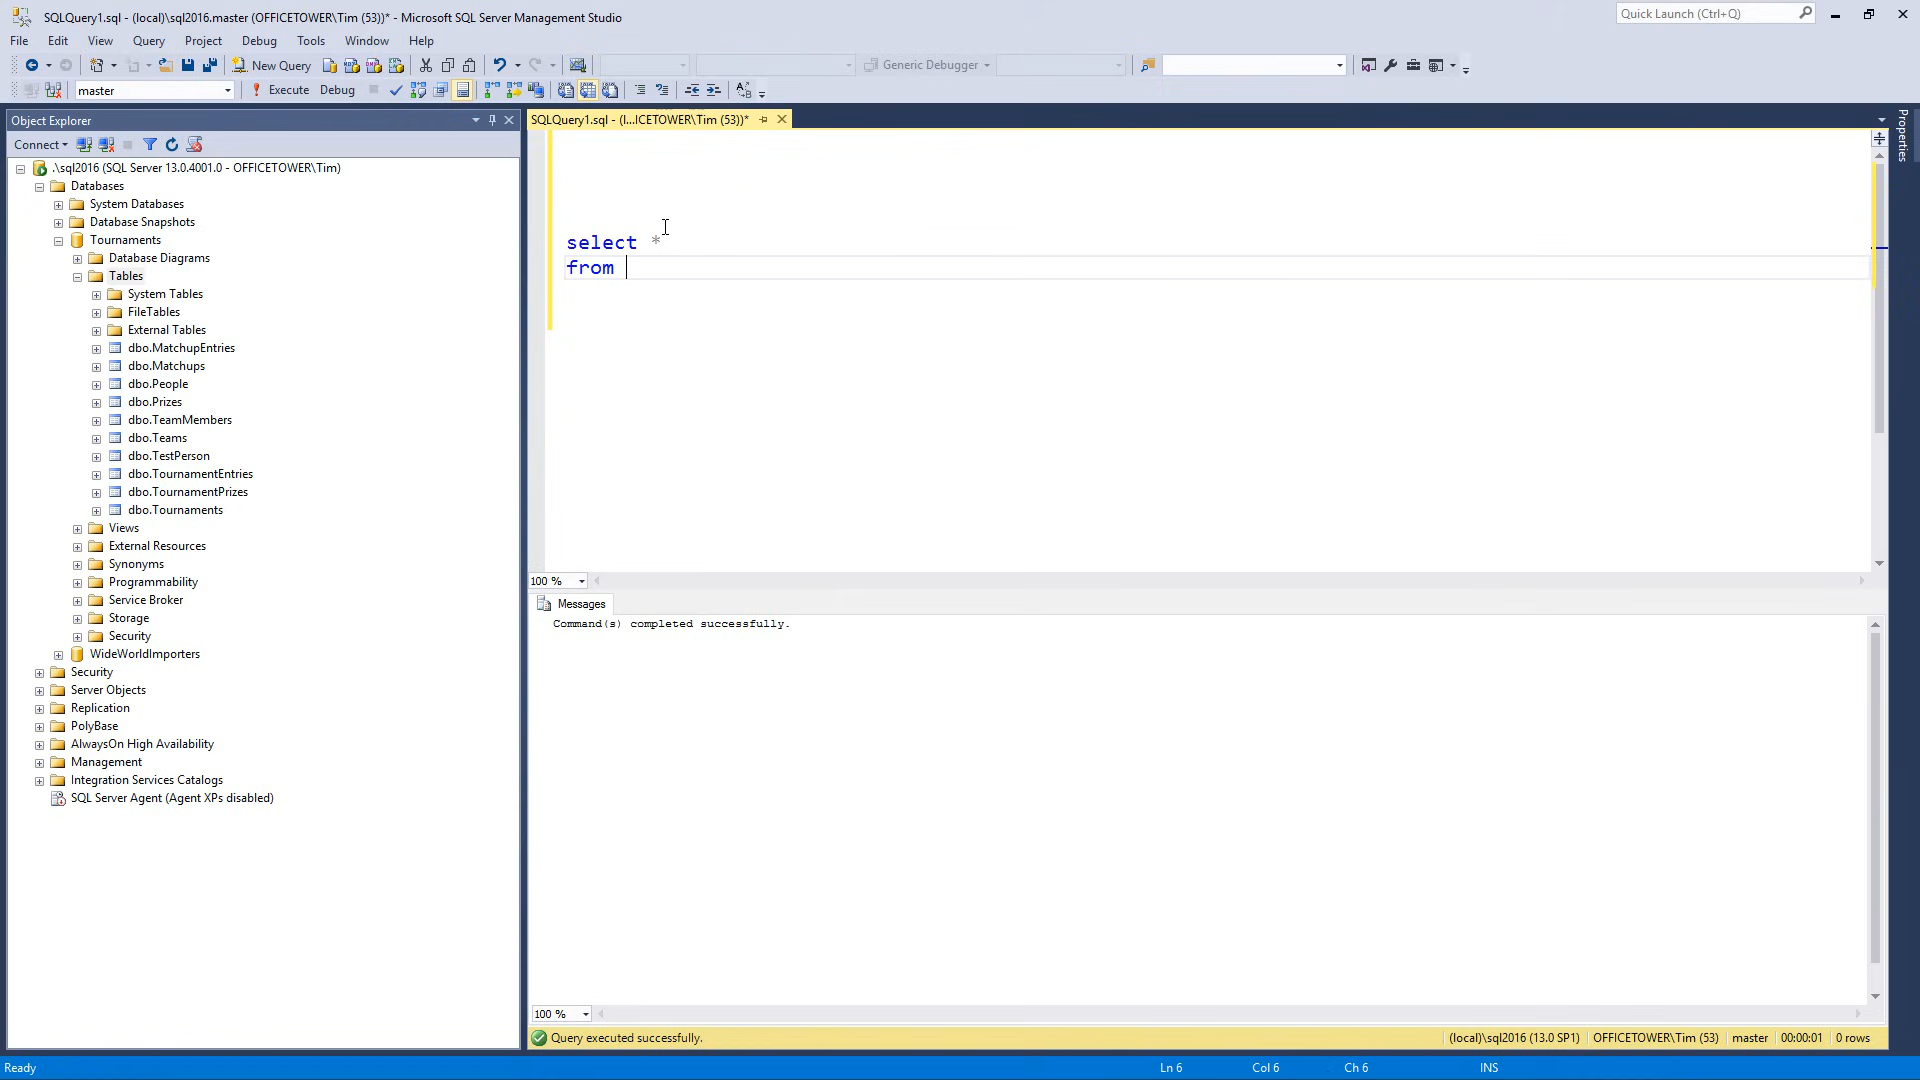 SQLQuery1.sql - (local)\sql2016.master (OFFICETOWER\Tim (53))* - Microsoft SQL Server Management Studio
Quick Launch (Ctrl+Q)
File Edit View Query Project Debug Tools Window Help
New Query
Generic Debugger
master
Execute Debug
Object Explorer
SQLQuery1.sql - (l...ICETOWER\Tim (53))*
Properties
Connect
.\sql2016 (SQL Server 13.0.4001.0 - OFFICETOWER\Tim)
Databases
System Databases
Database Snapshots
Tournaments
Database Diagrams
Tables
System Tables
FileTables
External Tables
dbo.MatchupEntries
dbo.Matchups
dbo.People
dbo.Prizes
dbo.TeamMembers
dbo.Teams
dbo.TestPerson
dbo.TournamentEntries
dbo.TournamentPrizes
dbo.Tournaments
Views
External Resources
Synonyms
Programmability
Service Broker
Storage
Security
WideWorldImporters
Security
Server Objects
Replication
PolyBase
AlwaysOn High Availability
Management
Integration Services Catalogs
SQL Server Agent (Agent XPs disabled)
select *
from
100 %
Messages
Command(s) completed successfully.
100 %
Query executed successfully.
(local)\sql2016 (13.0 SP1) OFFICETOWER\Tim (53) master 00:00:01 0 rows
Ready
Ln 6 Col 6 Ch 6 INS